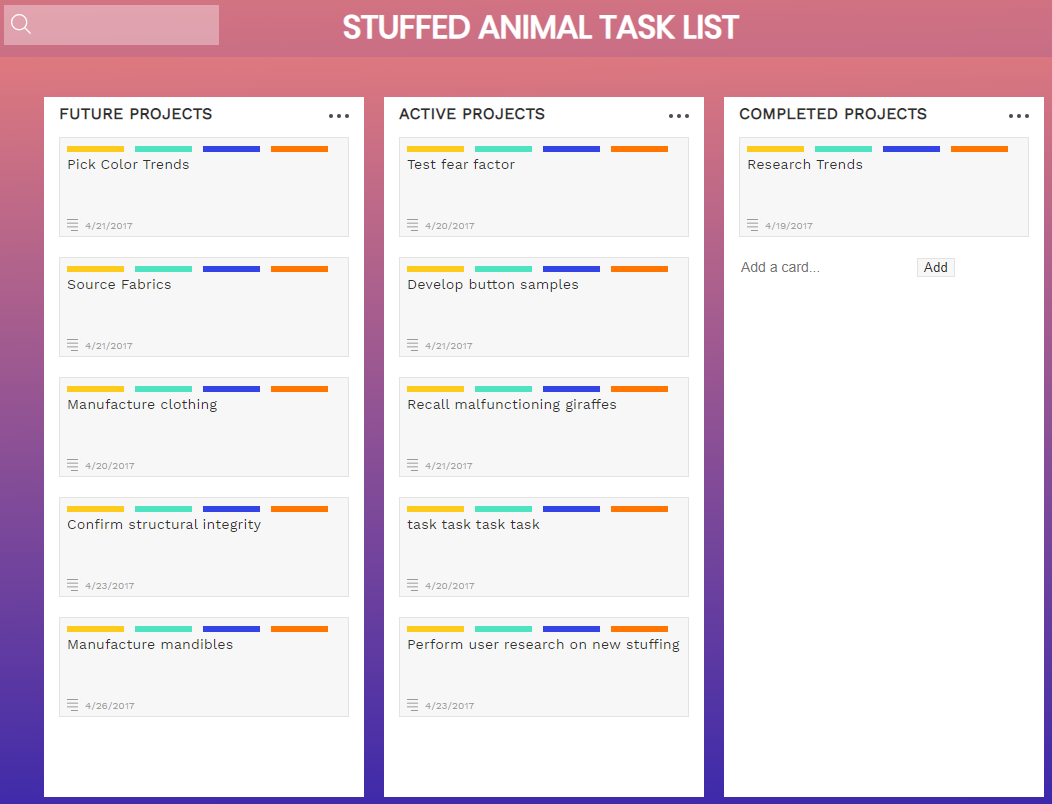 STUFFED ANIMAL TASK LIST
FUTURE PROJECTS
Pick Color Trends
4/21/2017
Source Fabrics
4/21/2017
Manufacture clothing
4/20/2017
Confirm structural integrity
4/23/2017
Manufacture mandibles
4/26/2017
ACTIVE PROJECTS
Test fear factor
4/20/2017
Develop button samples
4/21/2017
Recall malfunctioning giraffes
4/21/2017
task task task task
4/20/2017
Perform user research on new stuffing
4/23/2017
COMPLETED PROJECTS
Research Trends
4/19/2017
Add a card... Add